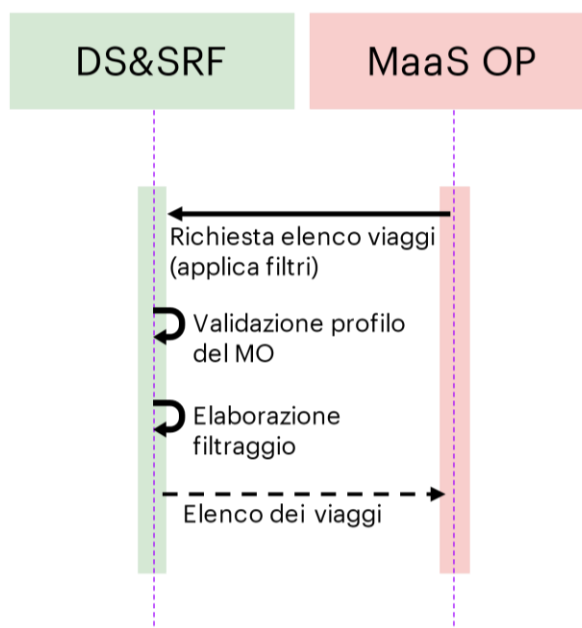 DS&SRF
MaaS OP
Richiesta elenco viaggi
(applica filtri)
Validazione profilo
del MO
Elaborazione
filtraggio
Elenco dei viaggi